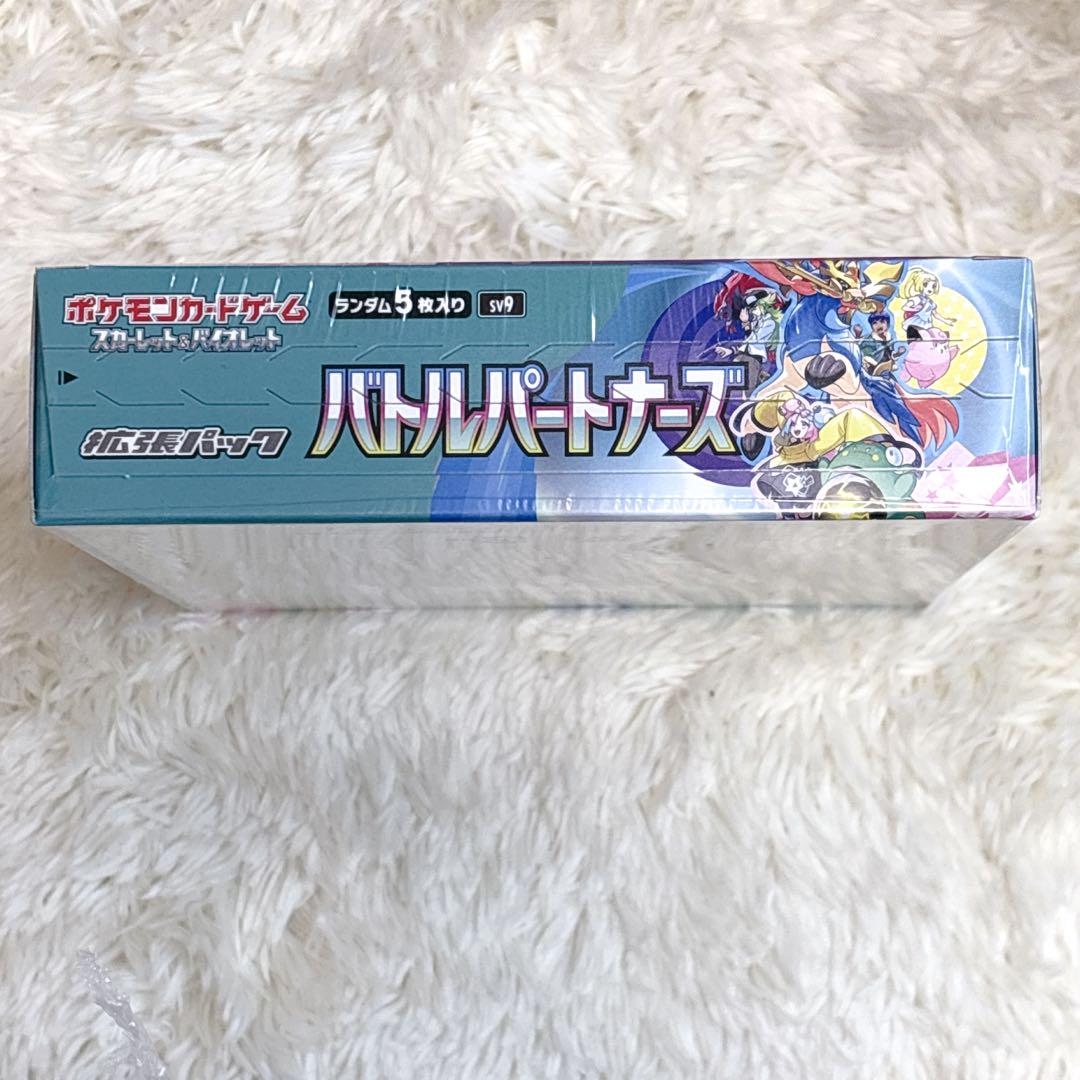 ポケモンカードゲーム
スカーレット&バイオレット
ランダム5枚入り
SV9
拡張パック
バトルパートナーズ